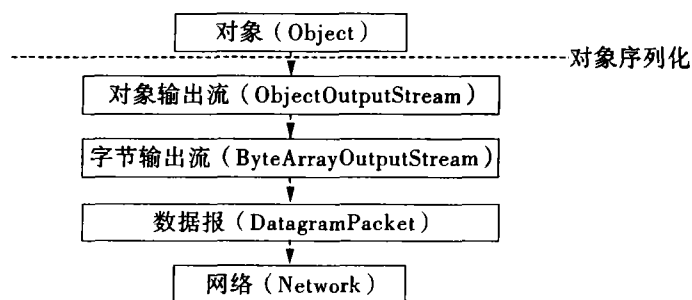 对象（Object）
对象序列化
对象输出流（ObjectOutputStream）
字节输出流（ByteArrayOutputStream）
数据报（DatagramPacket）
网络（Network）